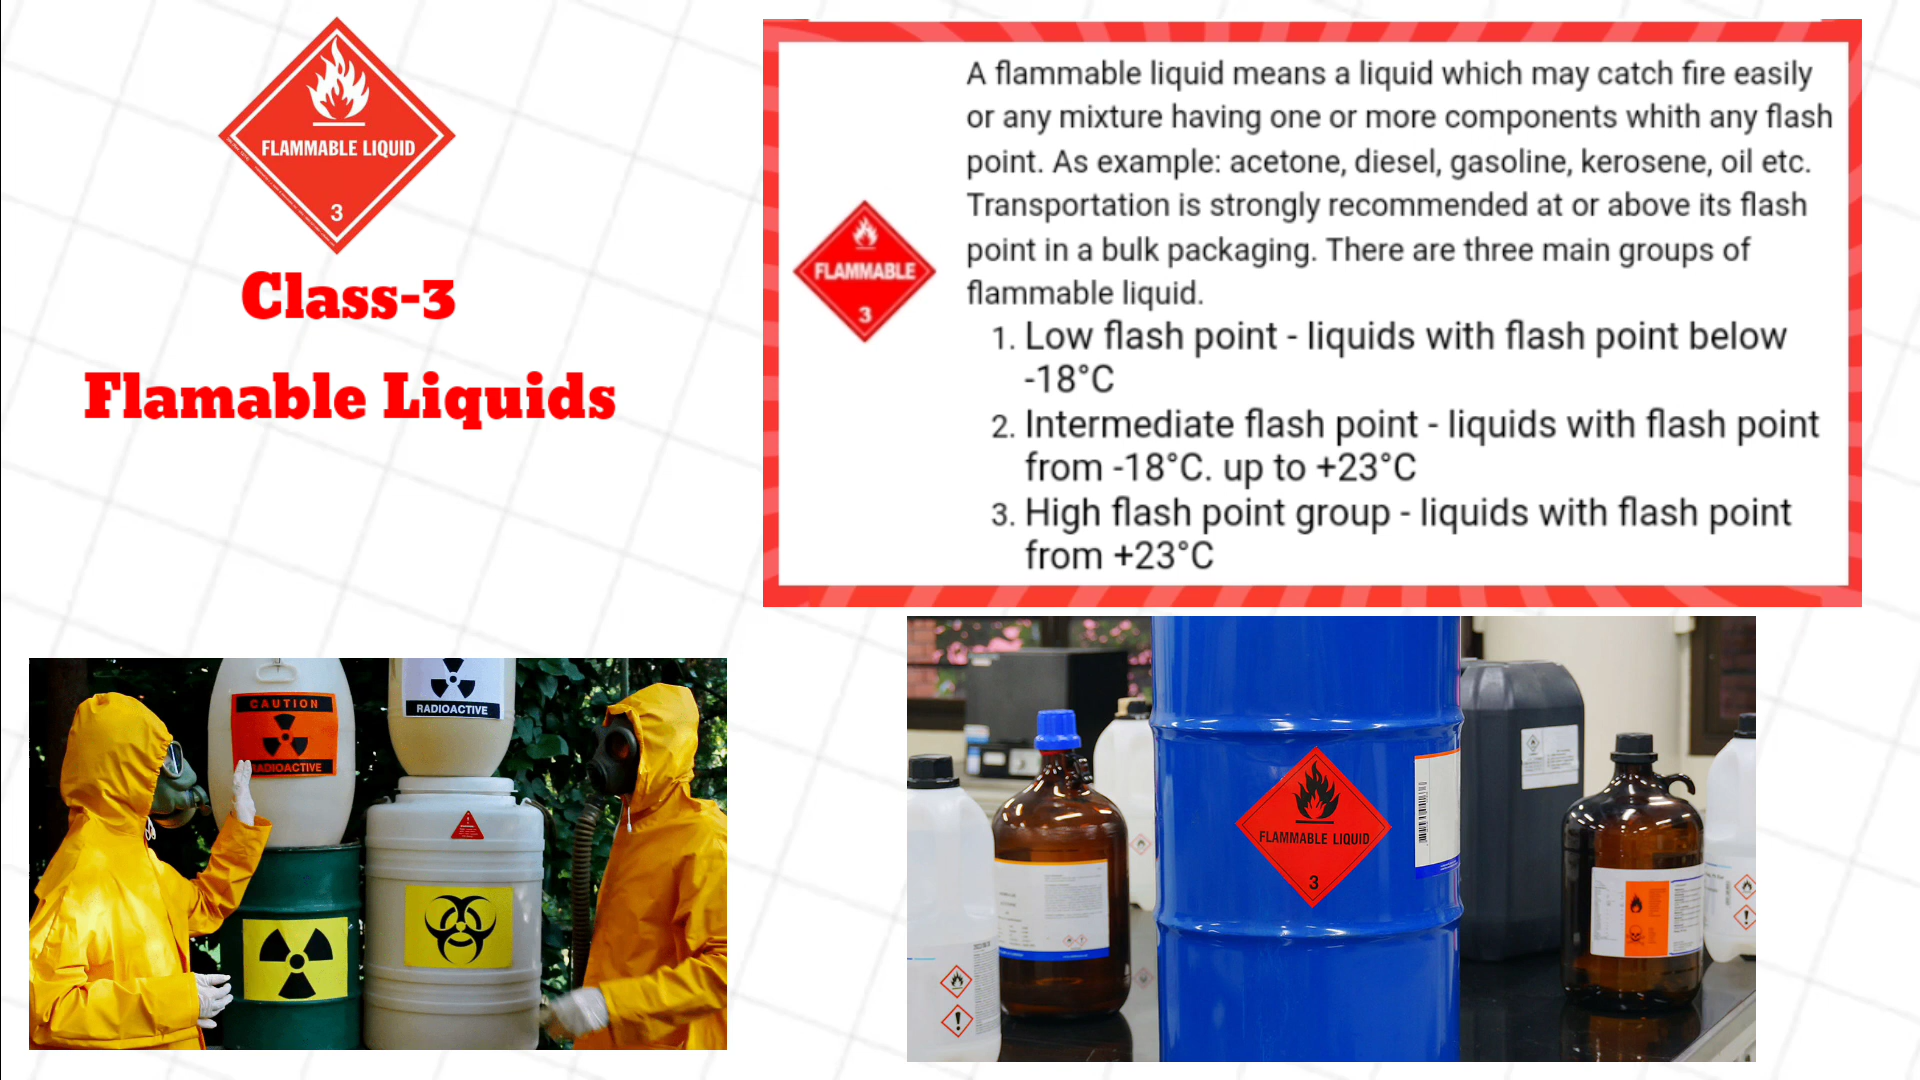 FLAMMABLE LIQUID
3
Class-3
Flamable Liquids
A flammable liquid means a liquid which may catch fire easily
or any mixture having one or more components whith any flash
point. As example: acetone, diesel, gasoline, kerosene, oil etc.
Transportation is strongly recommended at or above its flash
point in a bulk packaging. There are three main groups of
flammable liquid.
FLAMMABLE
3
1. Low flash point - liquids with flash point below
-18°C
2. Intermediate flash point - liquids with flash point
from -18°C. up to +23°C
3. High flash point group - liquids with flash point
from +23°C
CAUTION
RADIOACTIVE
RADIOACTIVE
FLAMMABLE LIQUID
3